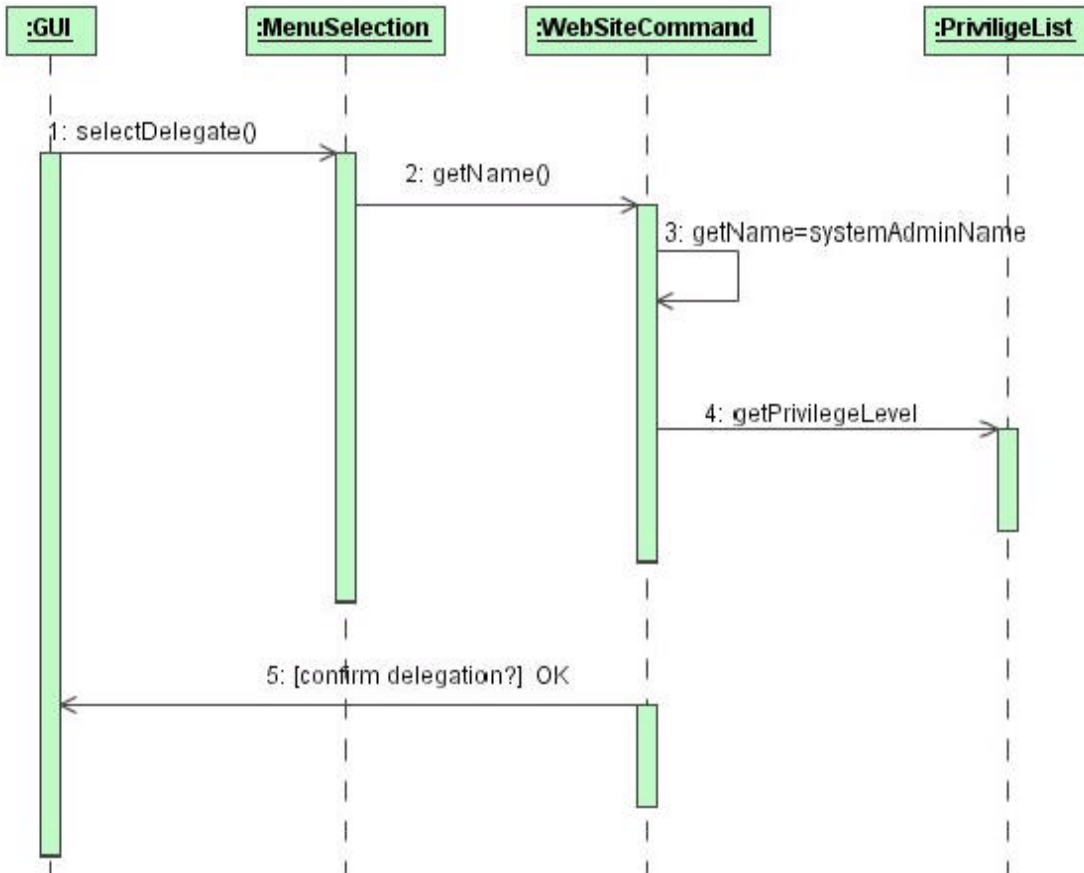 :GUI
:MenuSelection
:WebSiteCommand
:PriviligeList
1: selectDelegate()
2: getName()
3: getName=systemAdminName
4: getPrivilegeLevel
5: [confirm delegation?] OK